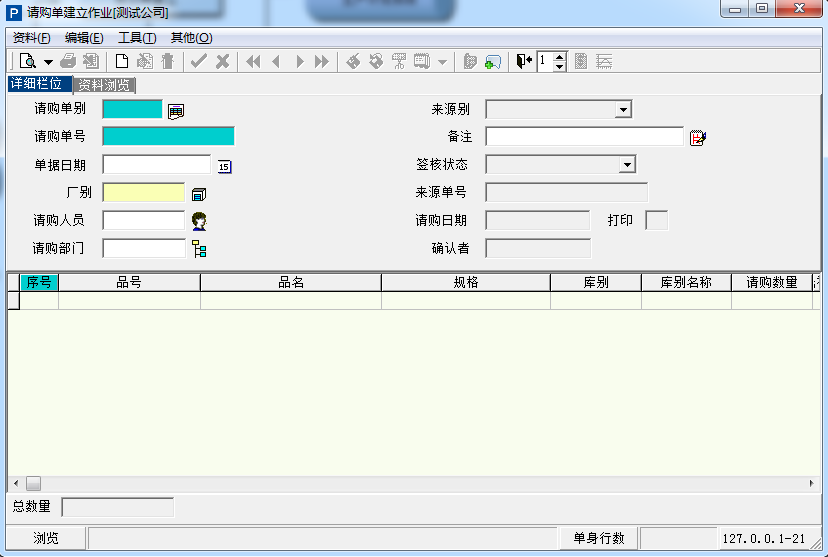 请购单建立作业[测试公司]
资料(F) 编辑(E) 工具(T) 其他(O)
1
详细栏位 资料浏览
请购单别 来源别
请购单号 备注
单据日期 15 签核状态
厂别 来源单号
请购人员 请购日期 打印
请购部门 确认者
序号 品号 品名 规格 库别 库别名称 请购数量
总数量
浏览 单身行数 127.0.0.1-21